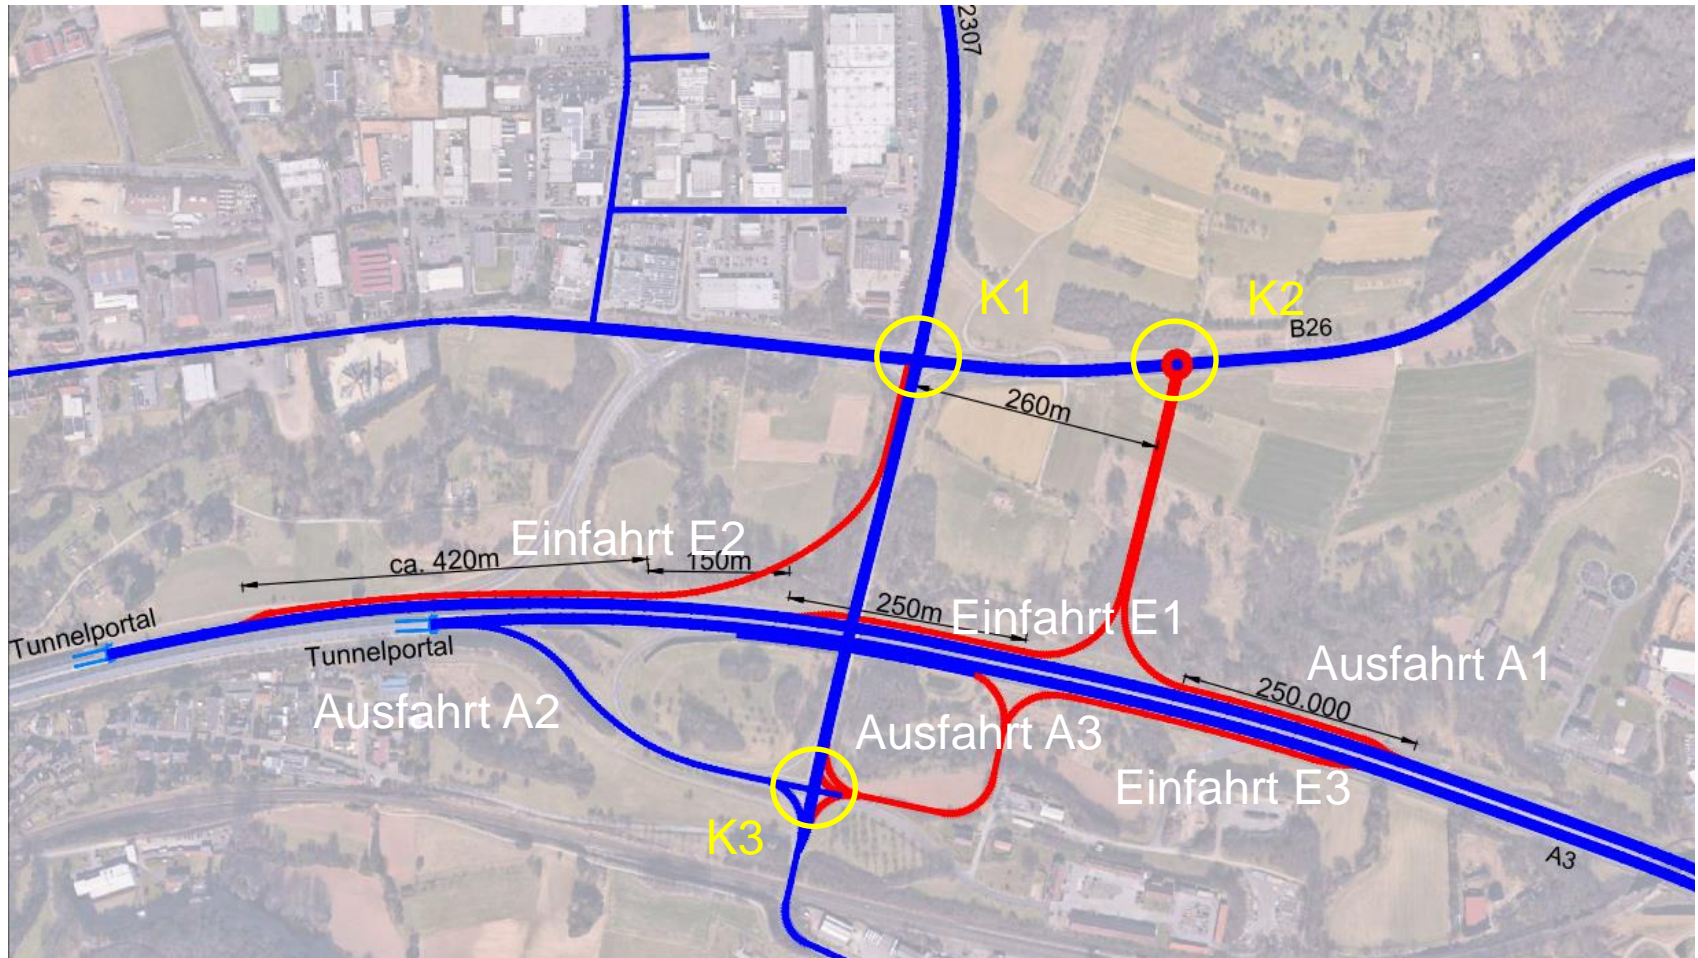 2307
K1
K2
B26
260m
Einfahrt E2
ca. 420m
150m
250m
Einfahrt E1
Tunnelportal
Tunnelportal
Ausfahrt A1
250.000
Ausfahrt A2
Ausfahrt A3
Einfahrt E3
K3
A3